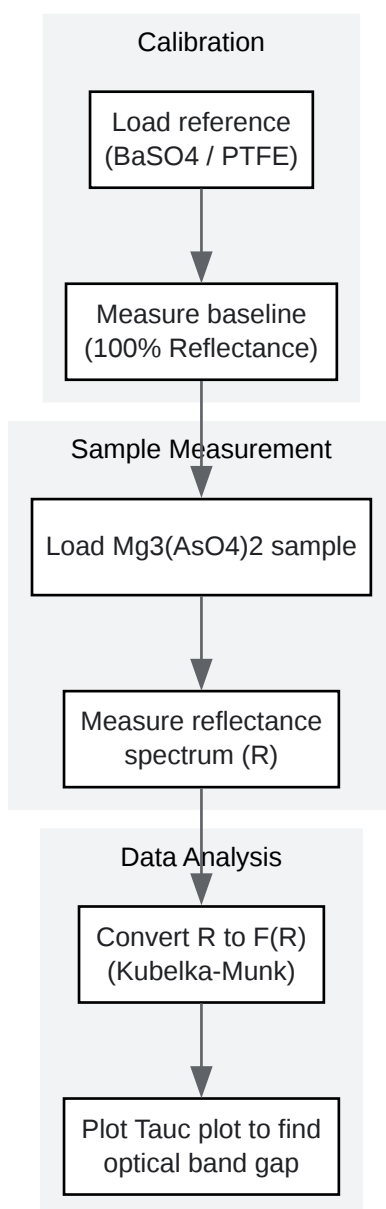 Calibration
Load reference
(BaSO4 / PTFE)
Measure baseline
(100% Reflectance)
Sample Measurement
Load Mg3(AsO4)2 sample
Measure reflectance
spectrum (R)
Data Analysis
Convert R to F(R)
(Kubelka-Munk)
Plot Tauc plot to find
optical band gap